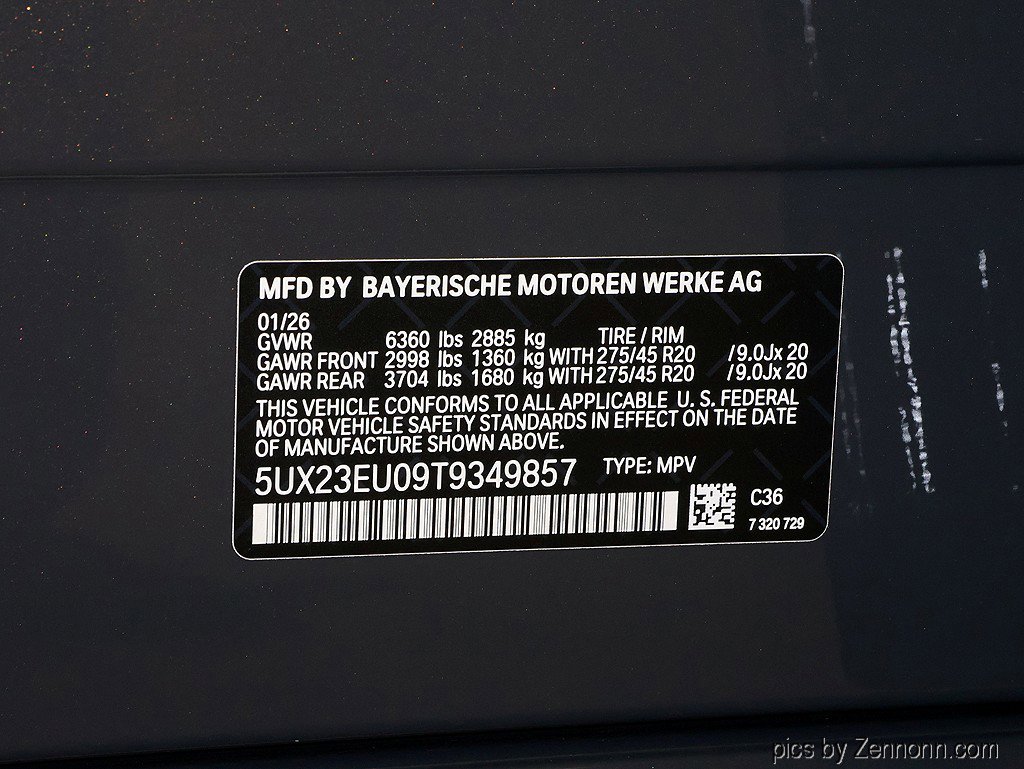 MFD BY BAYERISCHE MOTOREN WERKE AG
01/26
GVWR 6360 lbs 2885 kg TIRE / RIM
GAWR FRONT 2998 lbs 1360 kg WITH 275/45 R20 /9.0Jx 20
GAWR REAR 3704 lbs 1680 kg WITH 275/45 R20 /9.0Jx 20
THIS VEHICLE CONFORMS TO ALL APPLICABLE U. S. FEDERAL
MOTOR VEHICLE SAFETY STANDARDS IN EFFECT ON THE DATE
OF MANUFACTURE SHOWN ABOVE.
5UX23EU09T9349857 TYPE: MPV
C36
7 320 729
pics by Zennonn.com